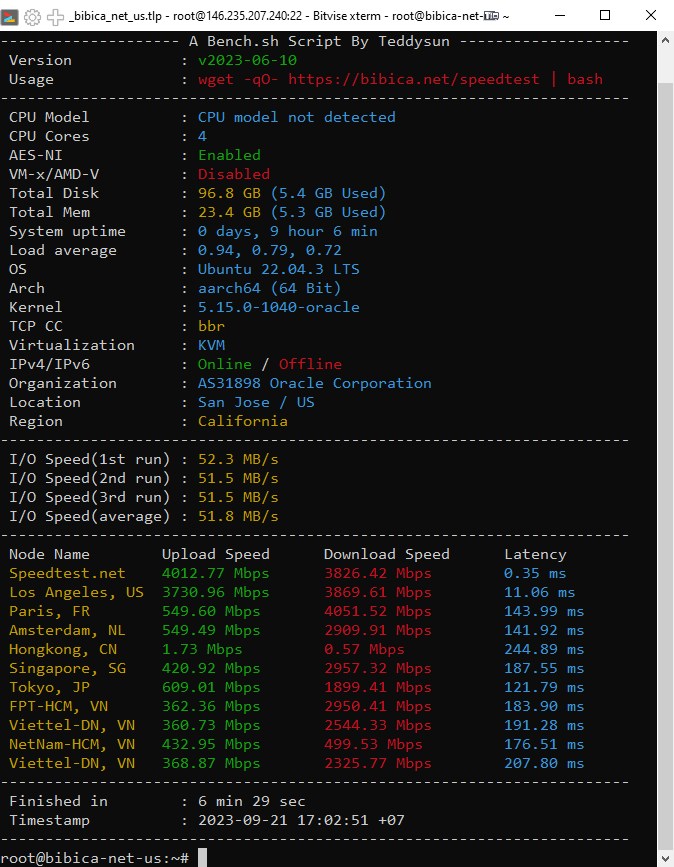 _bibica_net_us.tlp - root@146.235.207.240:22 - Bitvise xterm - root@bibica-net-us: ~
-------------------- A Bench.sh Script By Teddysun -------------------
Version : v2023-06-10
Usage : wget -qO- https://bibica.net/speedtest | bash
----------------------------------------------------------------------
CPU Model : CPU model not detected
CPU Cores : 4
AES-NI : Enabled
VM-x/AMD-V : Disabled
Total Disk : 96.8 GB (5.4 GB Used)
Total Mem : 23.4 GB (5.3 GB Used)
System uptime : 0 days, 9 hour 6 min
Load average : 0.94, 0.79, 0.72
OS : Ubuntu 22.04.3 LTS
Arch : aarch64 (64 Bit)
Kernel : 5.15.0-1040-oracle
TCP CC : bbr
Virtualization : KVM
IPv4/IPv6 : Online / Offline
Organization : AS31898 Oracle Corporation
Location : San Jose / US
Region : California
----------------------------------------------------------------------
I/O Speed(1st run) : 52.3 MB/s
I/O Speed(2nd run) : 51.5 MB/s
I/O Speed(3rd run) : 51.5 MB/s
I/O Speed(average) : 51.8 MB/s
----------------------------------------------------------------------
Node Name Upload Speed Download Speed Latency
Speedtest.net 4012.77 Mbps 3826.42 Mbps 0.35 ms
Los Angeles, US 3730.96 Mbps 3869.61 Mbps 11.06 ms
Paris, FR 549.60 Mbps 4051.52 Mbps 143.99 ms
Amsterdam, NL 549.49 Mbps 2909.91 Mbps 141.92 ms
Hongkong, CN 1.73 Mbps 0.57 Mbps 244.89 ms
Singapore, SG 420.92 Mbps 2957.32 Mbps 187.55 ms
Tokyo, JP 609.01 Mbps 1899.41 Mbps 121.79 ms
FPT-HCM, VN 362.36 Mbps 2950.41 Mbps 183.90 ms
Viettel-DN, VN 360.73 Mbps 2544.33 Mbps 191.28 ms
NetNam-HCM, VN 432.95 Mbps 499.53 Mbps 176.51 ms
Viettel-DN, VN 368.87 Mbps 2325.77 Mbps 207.80 ms
----------------------------------------------------------------------
Finished in : 6 min 29 sec
Timestamp : 2023-09-21 17:02:51 +07
----------------------------------------------------------------------
root@bibica-net-us:~#